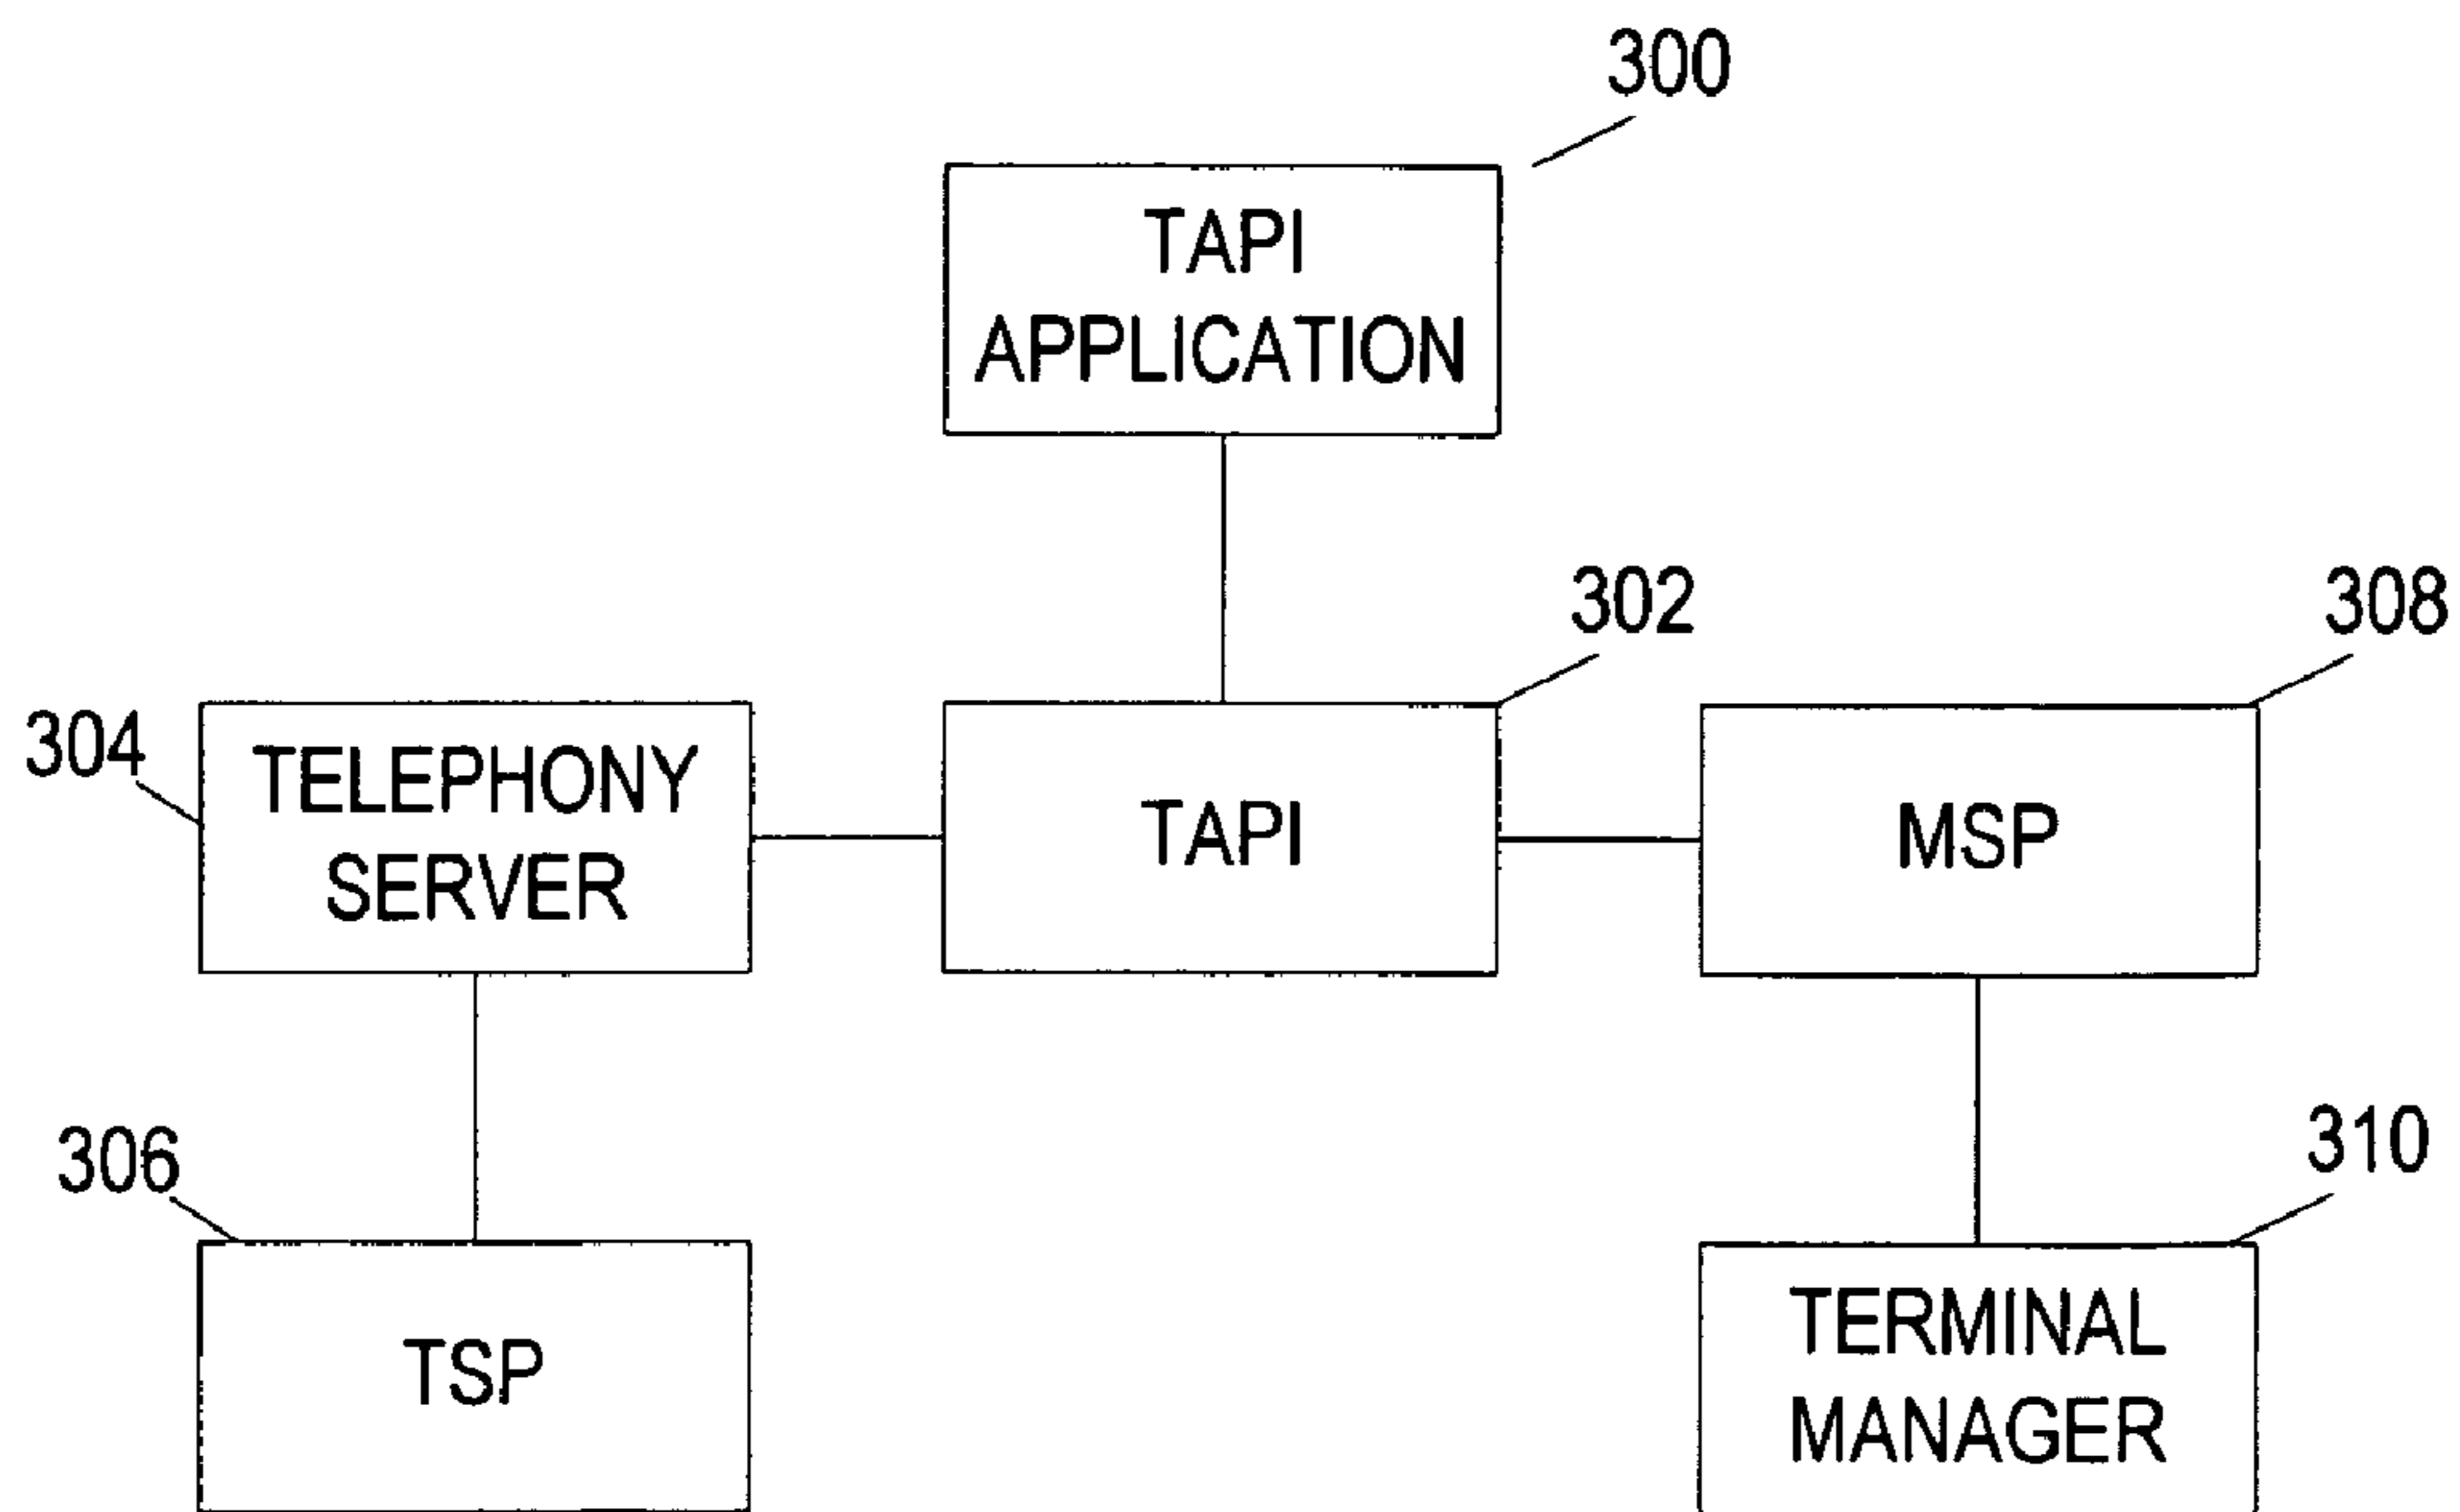 300
TAPI
APPLICATION
302
308
304
TELEPHONY
SERVER
TAPI
MSP
306
310
TSP
TERMINAL
MANAGER